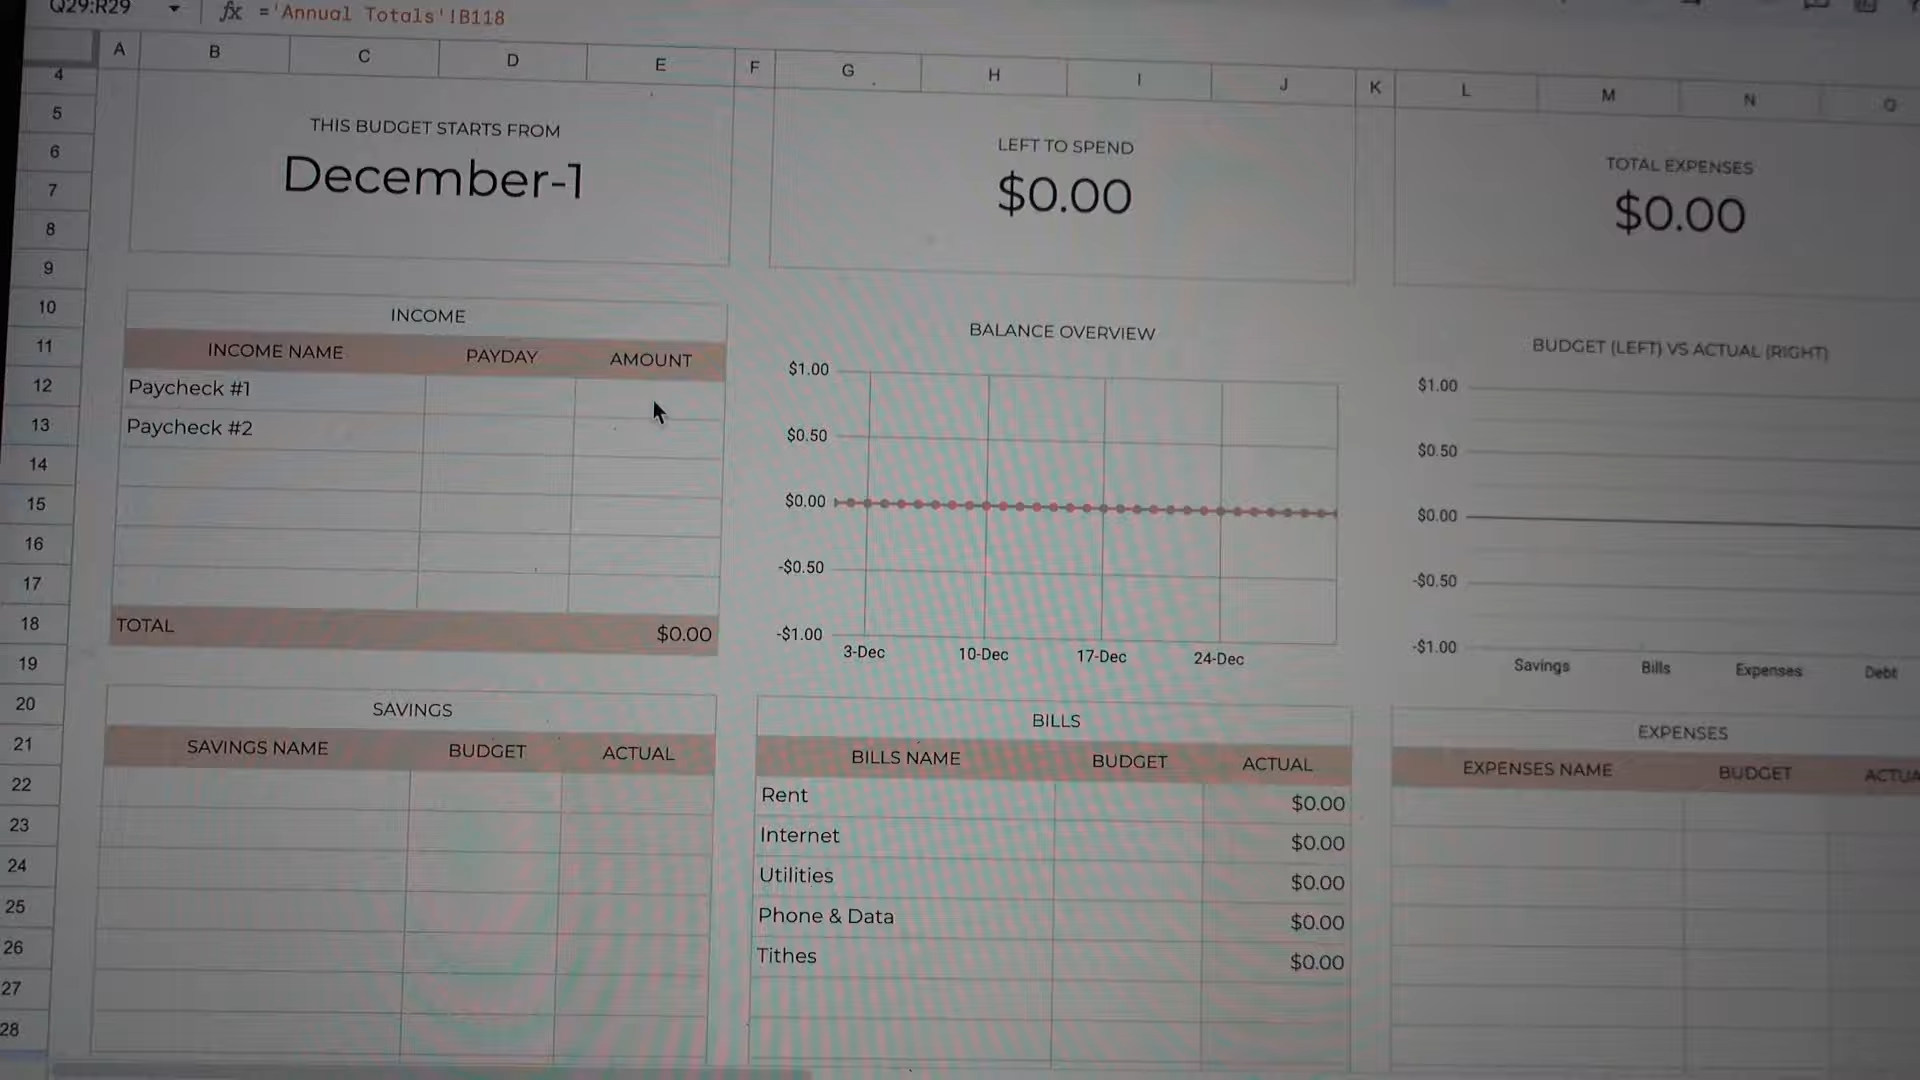 Q29:R29 fx ='Annual Totals'!B118
A B C D E F G H I J K L M N O
4
5
6
7
8
9
10
11
12
13
14
15
16
17
18
19
20
21
22
23
24
25
26
27
28
THIS BUDGET STARTS FROM
December-1
LEFT TO SPEND
$0.00
TOTAL EXPENSES
$0.00
INCOME
INCOME NAME PAYDAY AMOUNT
Paycheck #1
Paycheck #2
TOTAL $0.00
BALANCE OVERVIEW
$1.00
$0.50
$0.00
-$0.50
-$1.00
3-Dec 10-Dec 17-Dec 24-Dec
BUDGET (LEFT) VS ACTUAL (RIGHT)
$1.00
$0.50
$0.00
-$0.50
-$1.00
Savings Bills Expenses Debt
SAVINGS
SAVINGS NAME BUDGET ACTUAL
BILLS
BILLS NAME BUDGET ACTUAL
Rent $0.00
Internet $0.00
Utilities $0.00
Phone & Data $0.00
Tithes $0.00
EXPENSES
EXPENSES NAME BUDGET ACTUA